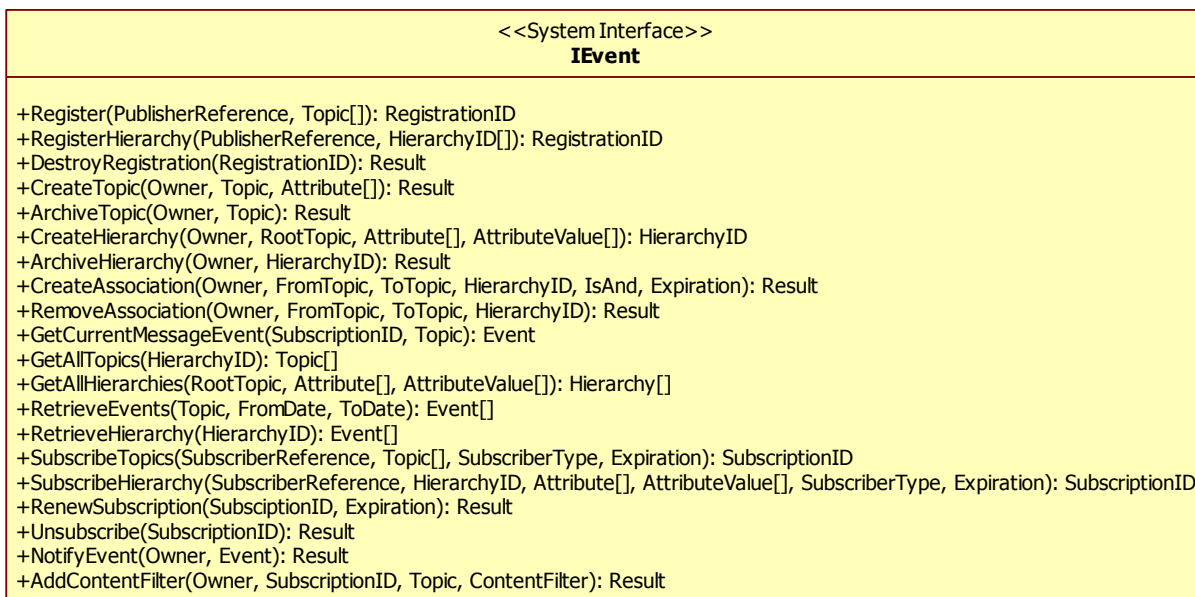 <<System Interface>>
IEvent
+Register(PublisherReference, Topic[]): RegistrationID
+RegisterHierarchy(PublisherReference, HierarchyID[]): RegistrationID
+DestroyRegistration(RegistrationID): Result
+CreateTopic(Owner, Topic, Attribute[]): Result
+ArchiveTopic(Owner, Topic): Result
+CreateHierarchy(Owner, RootTopic, Attribute[], AttributeValue[]): HierarchyID
+ArchiveHierarchy(Owner, HierarchyID): Result
+CreateAssociation(Owner, FromTopic, ToTopic, HierarchyID, IsAnd, Expiration): Result
+RemoveAssociation(Owner, FromTopic, ToTopic, HierarchyID): Result
+GetCurrentMessageEvent(SubscriptionID, Topic): Event
+GetAllTopics(HierarchyID): Topic[]
+GetAllHierarchies(RootTopic, Attribute[], AttributeValue[]): Hierarchy[]
+RetrieveEvents(Topic, FromDate, ToDate): Event[]
+RetrieveHierarchy(HierarchyID): Event[]
+SubscribeTopics(SubscriberReference, Topic[], SubscriberType, Expiration): SubscriptionID
+SubscribeHierarchy(SubscriberReference, HierarchyID, Attribute[], AttributeValue[], SubscriberType, Expiration): SubscriptionID
+RenewSubscription(SubsciptionID, Expiration): Result
+Unsubscribe(SubscriptionID): Result
+NotifyEvent(Owner, Event): Result
+AddContentFilter(Owner, SubscriptionID, Topic, ContentFilter): Result